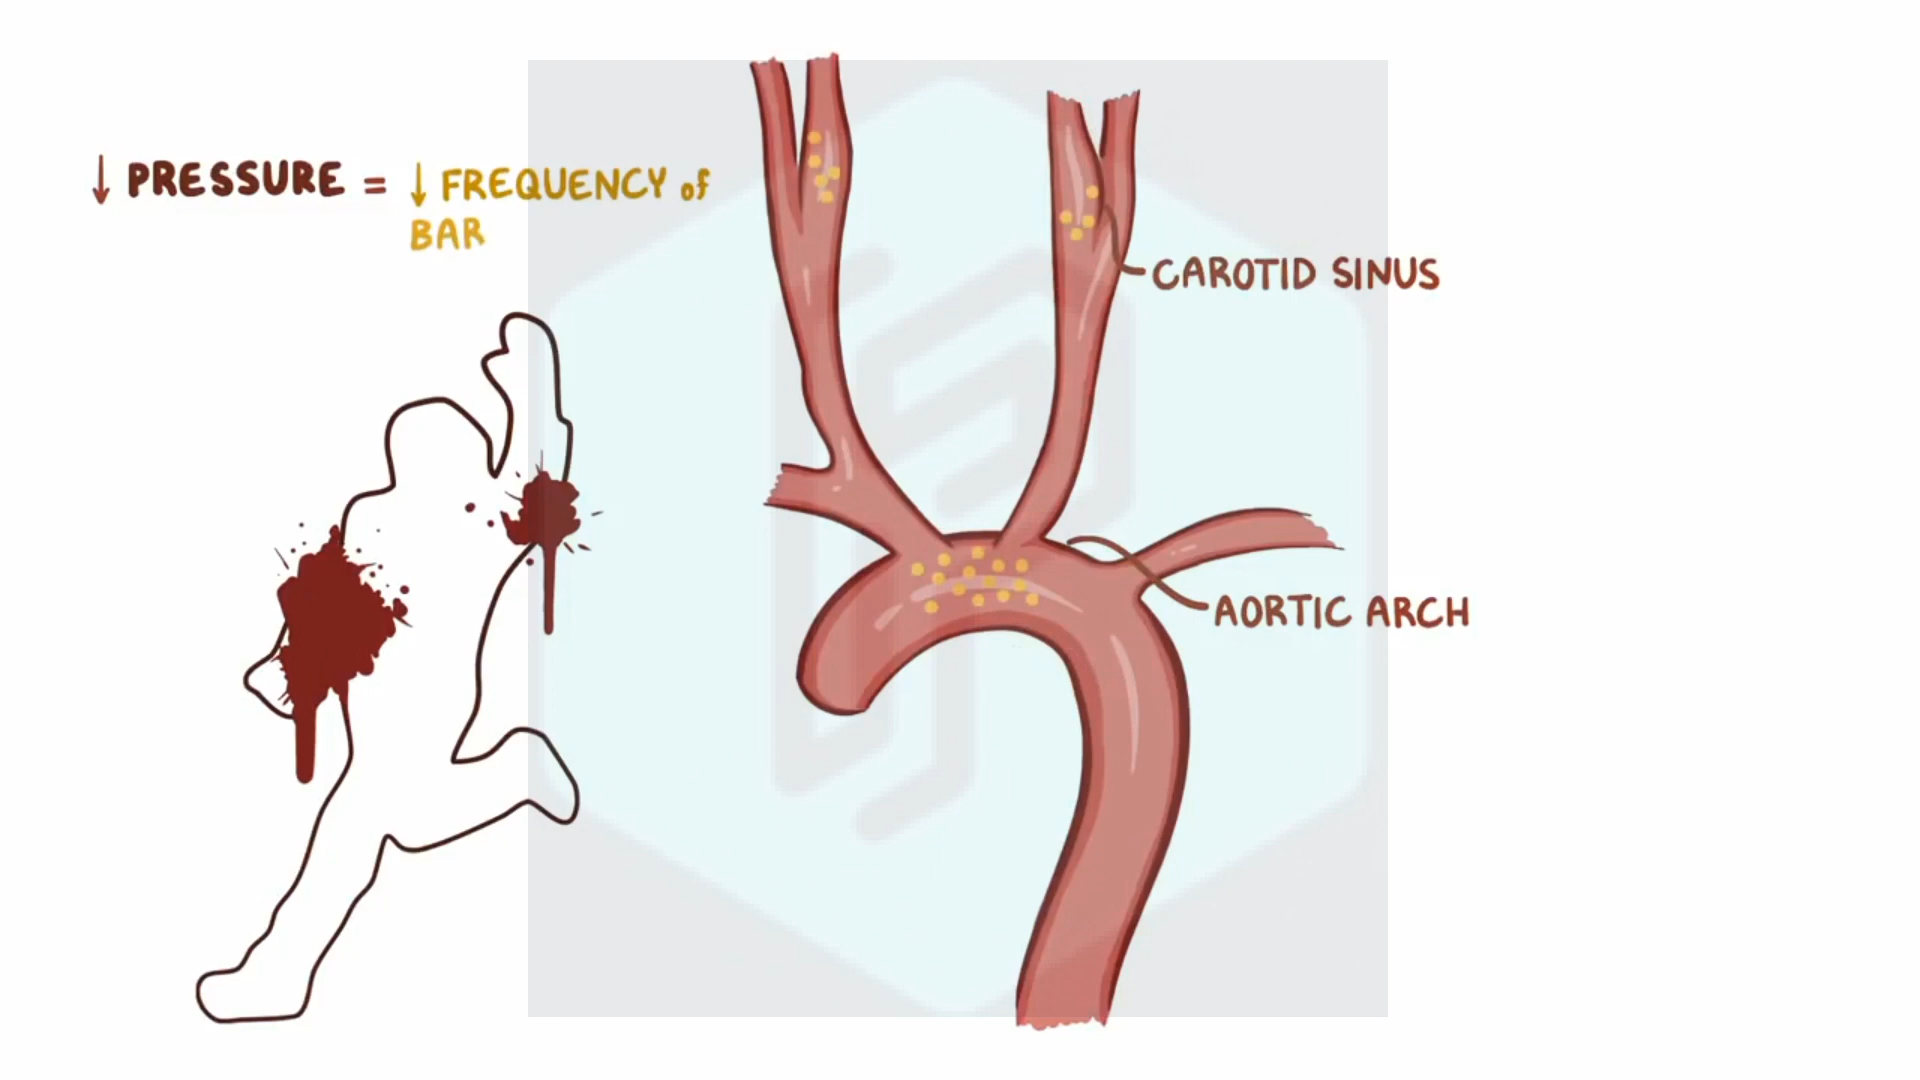 ↓ PRESSURE = ↓ FREQUENCY of
BAR
CAROTID SINUS
AORTIC ARCH